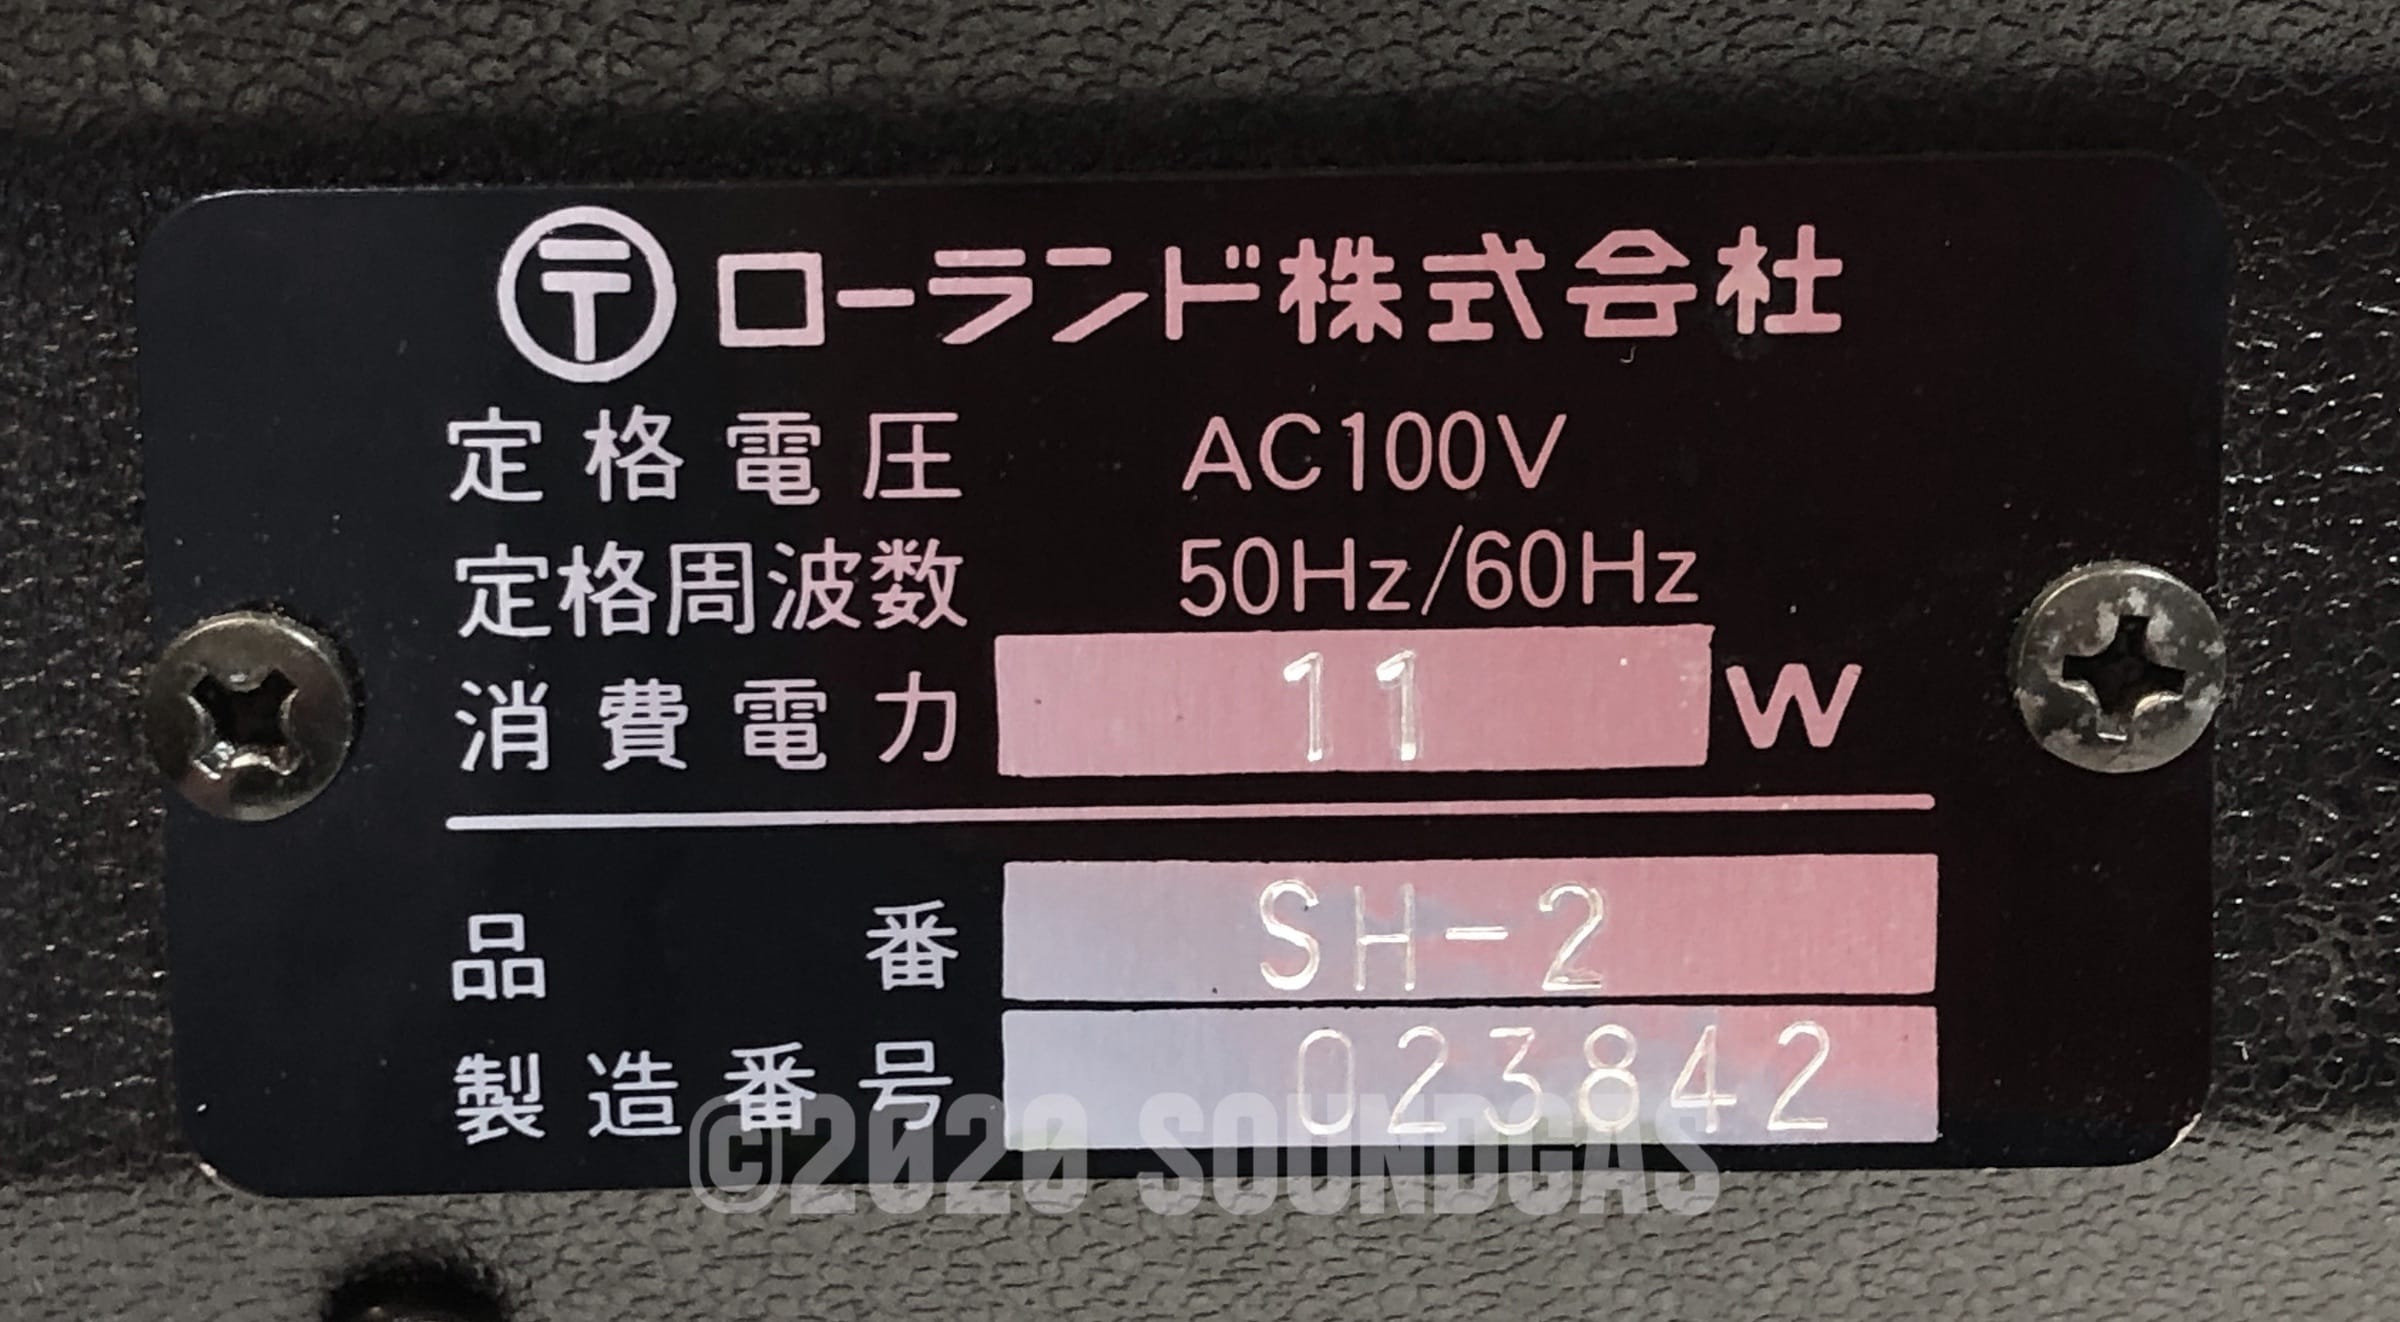 〒 ローランド株式会社
定格電圧 AC100V
定格周波数 50Hz/60Hz
消費電力 11 W
品番 SH-2
製造番号 023842
©2020 SOUNDGAS